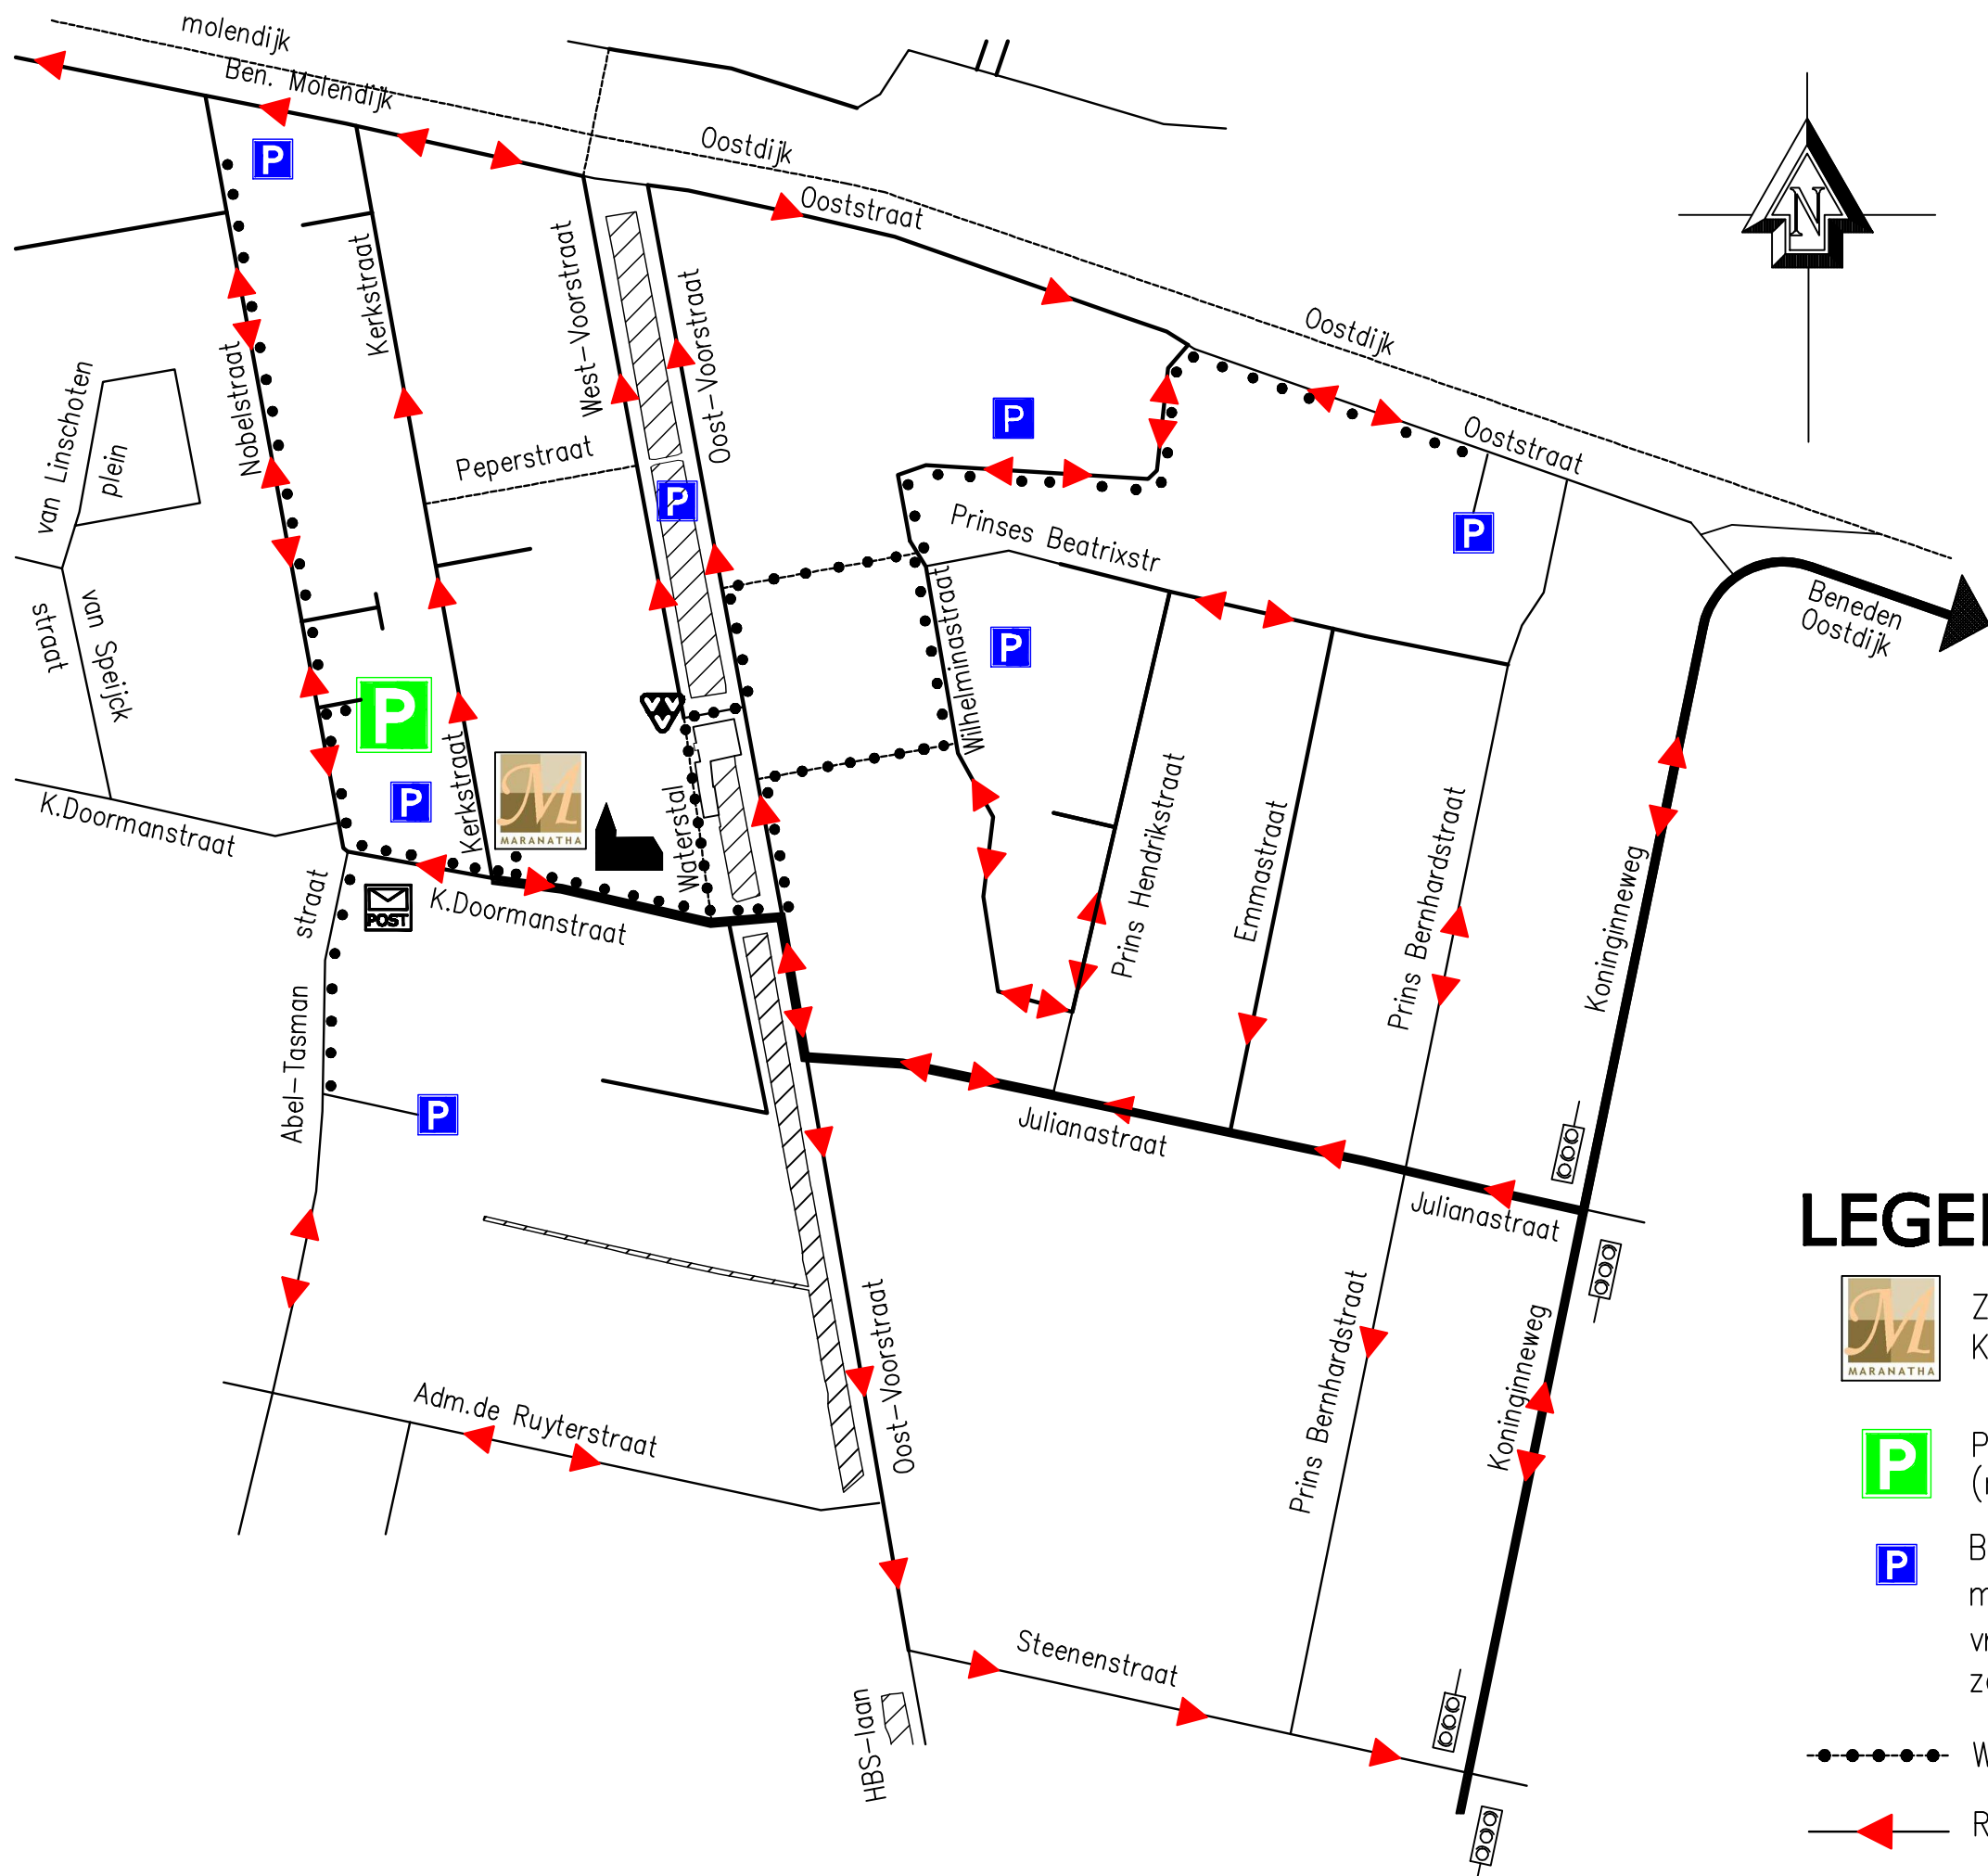 molendijk
Ben. Molendijk
Oostdijk
Ooststraat
P
N
Kerkstraat
West-Voorstraat
Oost-Voorstraat
Oostdijk
Nobelstraat
van Linschoten
plein
straat
van Speijck
Peperstraat
P
P
Ooststraat
P
Prinses Beatrixstr
Beneden
Oostdijk
Wilhelminastraat
P
P
P
Kerkstraat
M
MARANATHA
Waterstal
K.Doormanstraat
Prins Hendrikstraat
Emmastraat
Prins Bernhardstraat
Koninginneweg
straat
POST
K.Doormanstraat
Abel-Tasman
P
Julianastraat
Julianastraat
LEGE
M
MARANATHA
Z
K
Oost-Voorstraat
Prins Bernhardstraat
Koninginneweg
Adm.de Ruyterstraat
P
P
P
B
m
z
Steenenstraat
HBS-laan
W
R